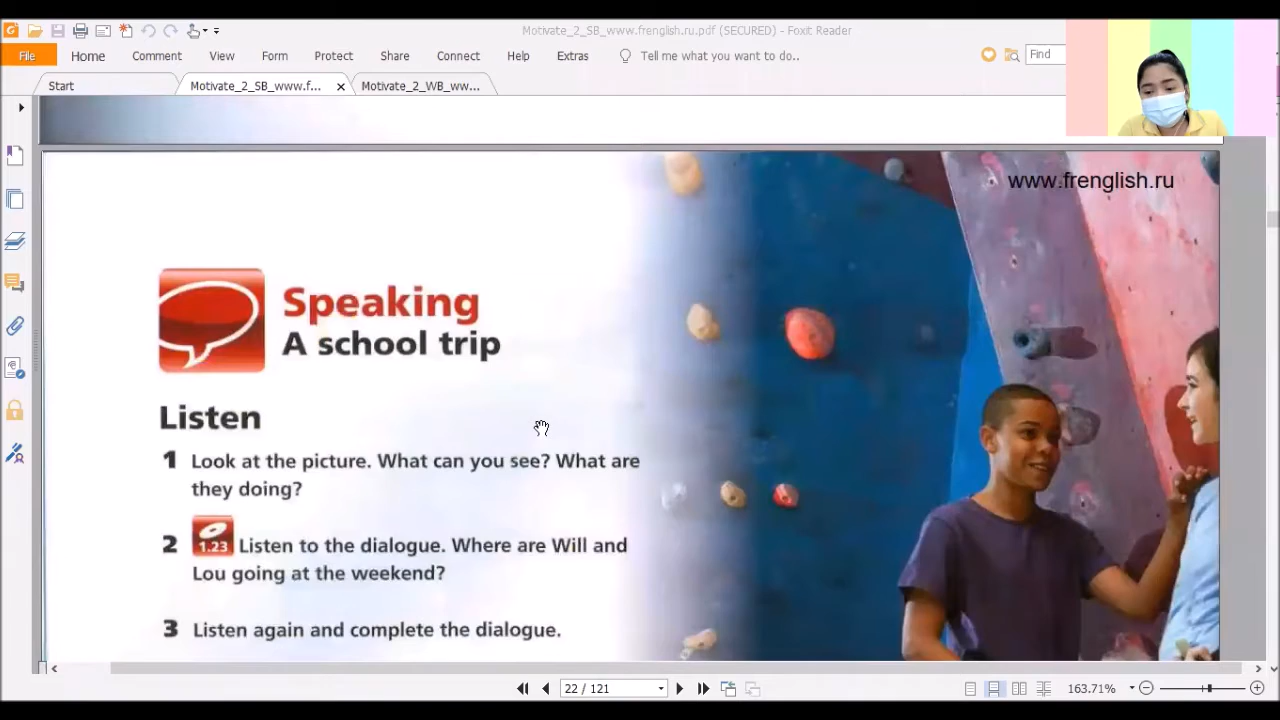 Motivate_2_SB_www.frenglish.ru.pdf (SECURED) - Foxit Reader
File Home Comment View Form Protect Share Connect Help Extras Tell me what you want to do.. Find
Start Motivate_2_SB_www.f... Motivate_2_WB_ww...
www.frenglish.ru
Speaking
A school trip
Listen
1 Look at the picture. What can you see? What are
they doing?
2 1.23 Listen to the dialogue. Where are Will and
Lou going at the weekend?
3 Listen again and complete the dialogue.
22 / 121 163.71%